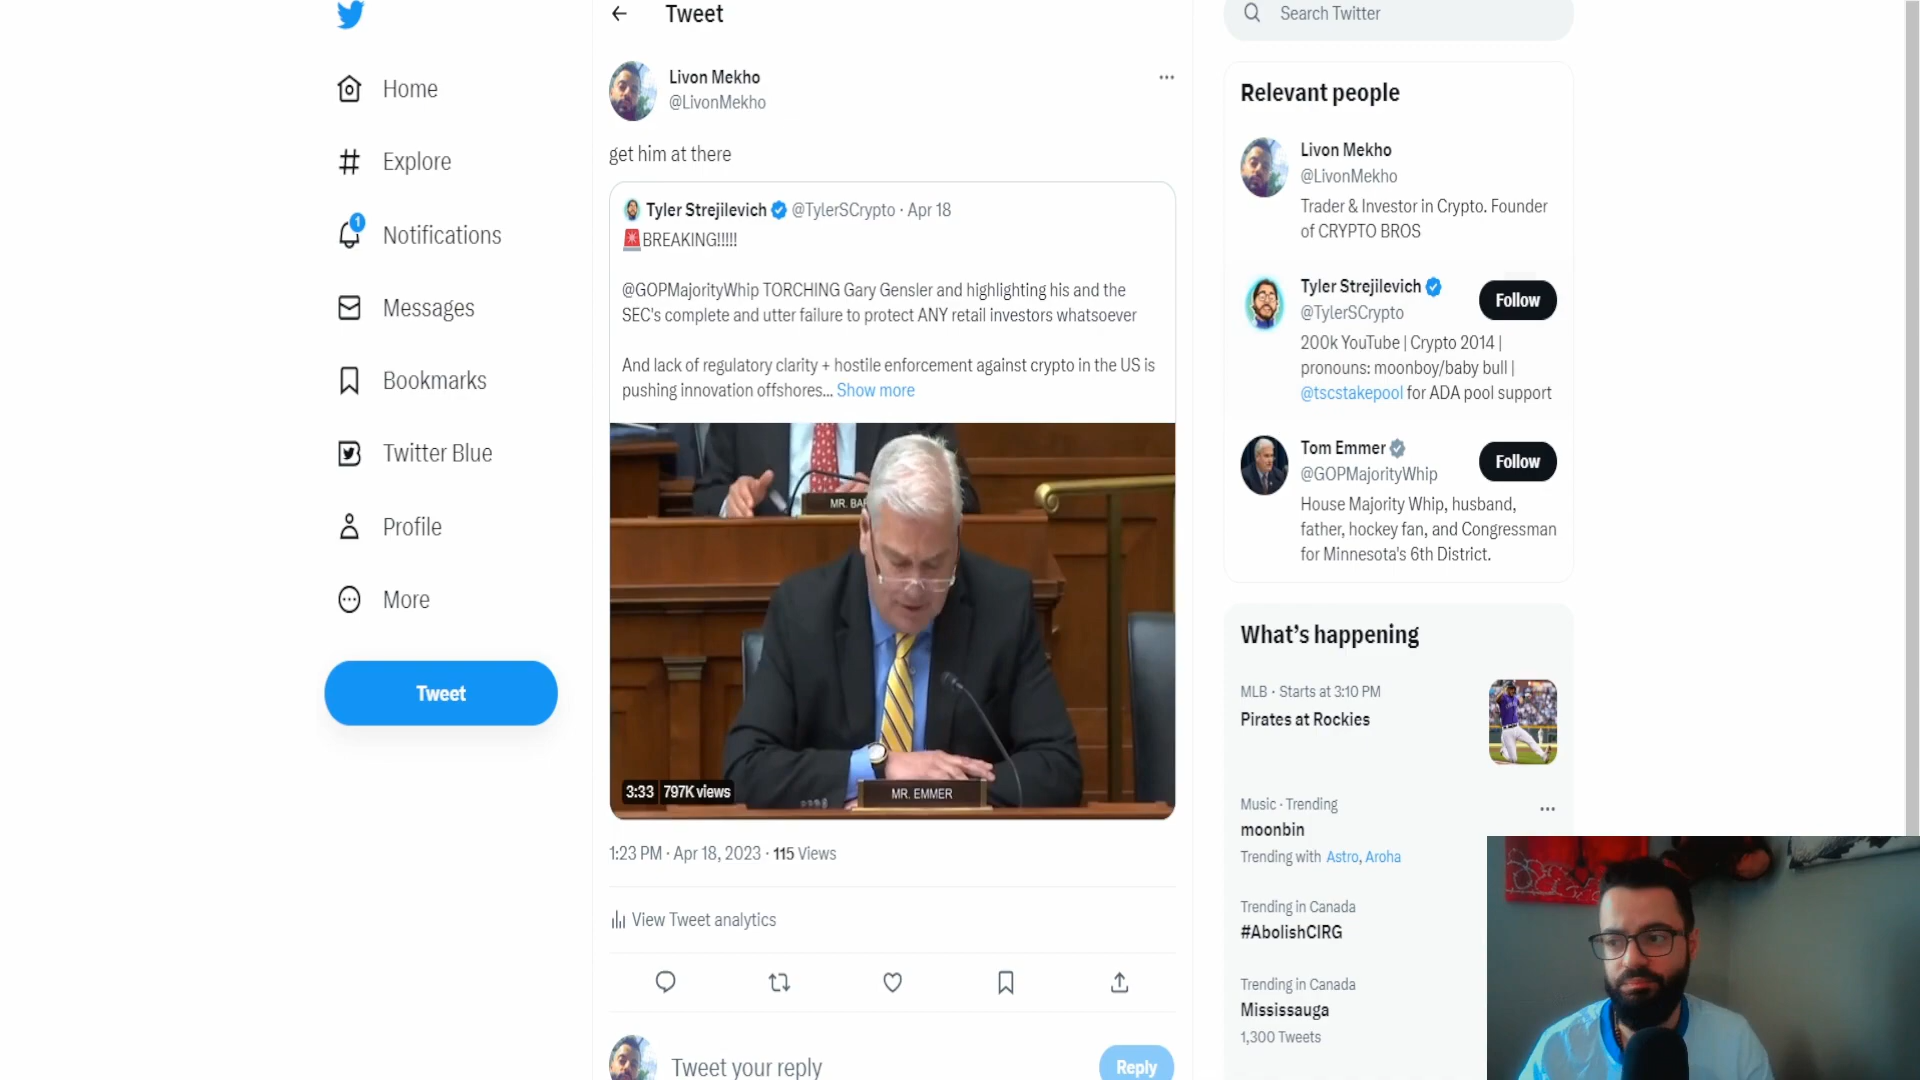 Home
Explore
1
Notifications
Messages
Bookmarks
Twitter Blue
Profile
More
Tweet
Tweet
Livon Mekho
@LivonMekho
get him at there
Tyler Strejilevich @TylerSCrypto · Apr 18
🚨BREAKING!!!!!
@GOPMajorityWhip TORCHING Gary Gensler and highlighting his and the
SEC's complete and utter failure to protect ANY retail investors whatsoever
And lack of regulatory clarity + hostile enforcement against crypto in the US is
pushing innovation offshores... Show more
MR. BAR
MR. EMMER
3:33 797K views
1:23 PM · Apr 18, 2023 · 115 Views
View Tweet analytics
Tweet your reply
Reply
Search Twitter
Relevant people
Livon Mekho
@LivonMekho
Trader & Investor in Crypto. Founder
of CRYPTO BROS
Tyler Strejilevich
@TylerSCrypto
Follow
200k YouTube | Crypto 2014 |
pronouns: moonboy/baby bull |
@tscstakepool for ADA pool support
Tom Emmer
@GOPMajorityWhip
Follow
House Majority Whip, husband,
father, hockey fan, and Congressman
for Minnesota's 6th District.
What's happening
MLB · Starts at 3:10 PM
Pirates at Rockies
Music · Trending
moonbin
Trending with Astro, Aroha
Trending in Canada
#AbolishCIRG
Trending in Canada
Mississauga
1,300 Tweets